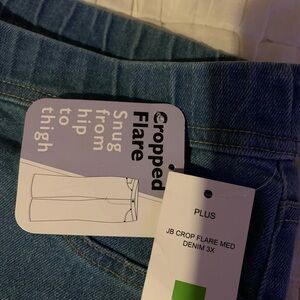 Cropped
Flare
Snug
from
hip
to
thigh
PLUS
JB CROP FLARE MED
DENIM 3X